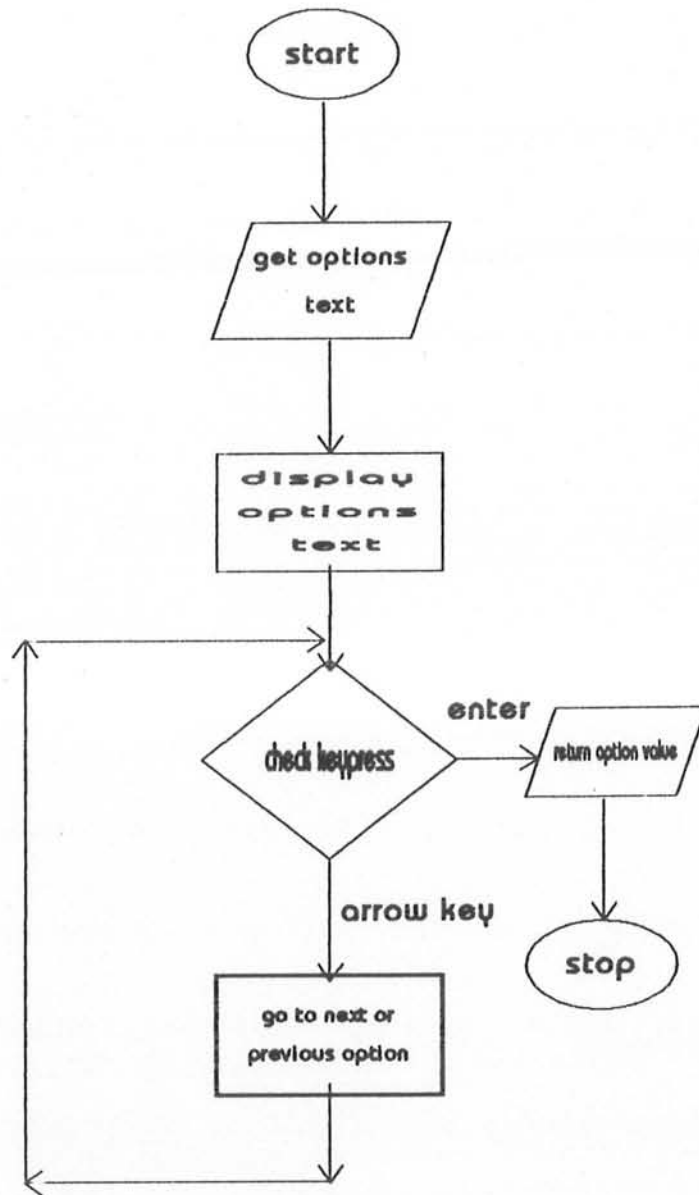 start
get options
text
display
options
text
check keypress
enter
return option value
arrow key
stop
go to next or
previous option